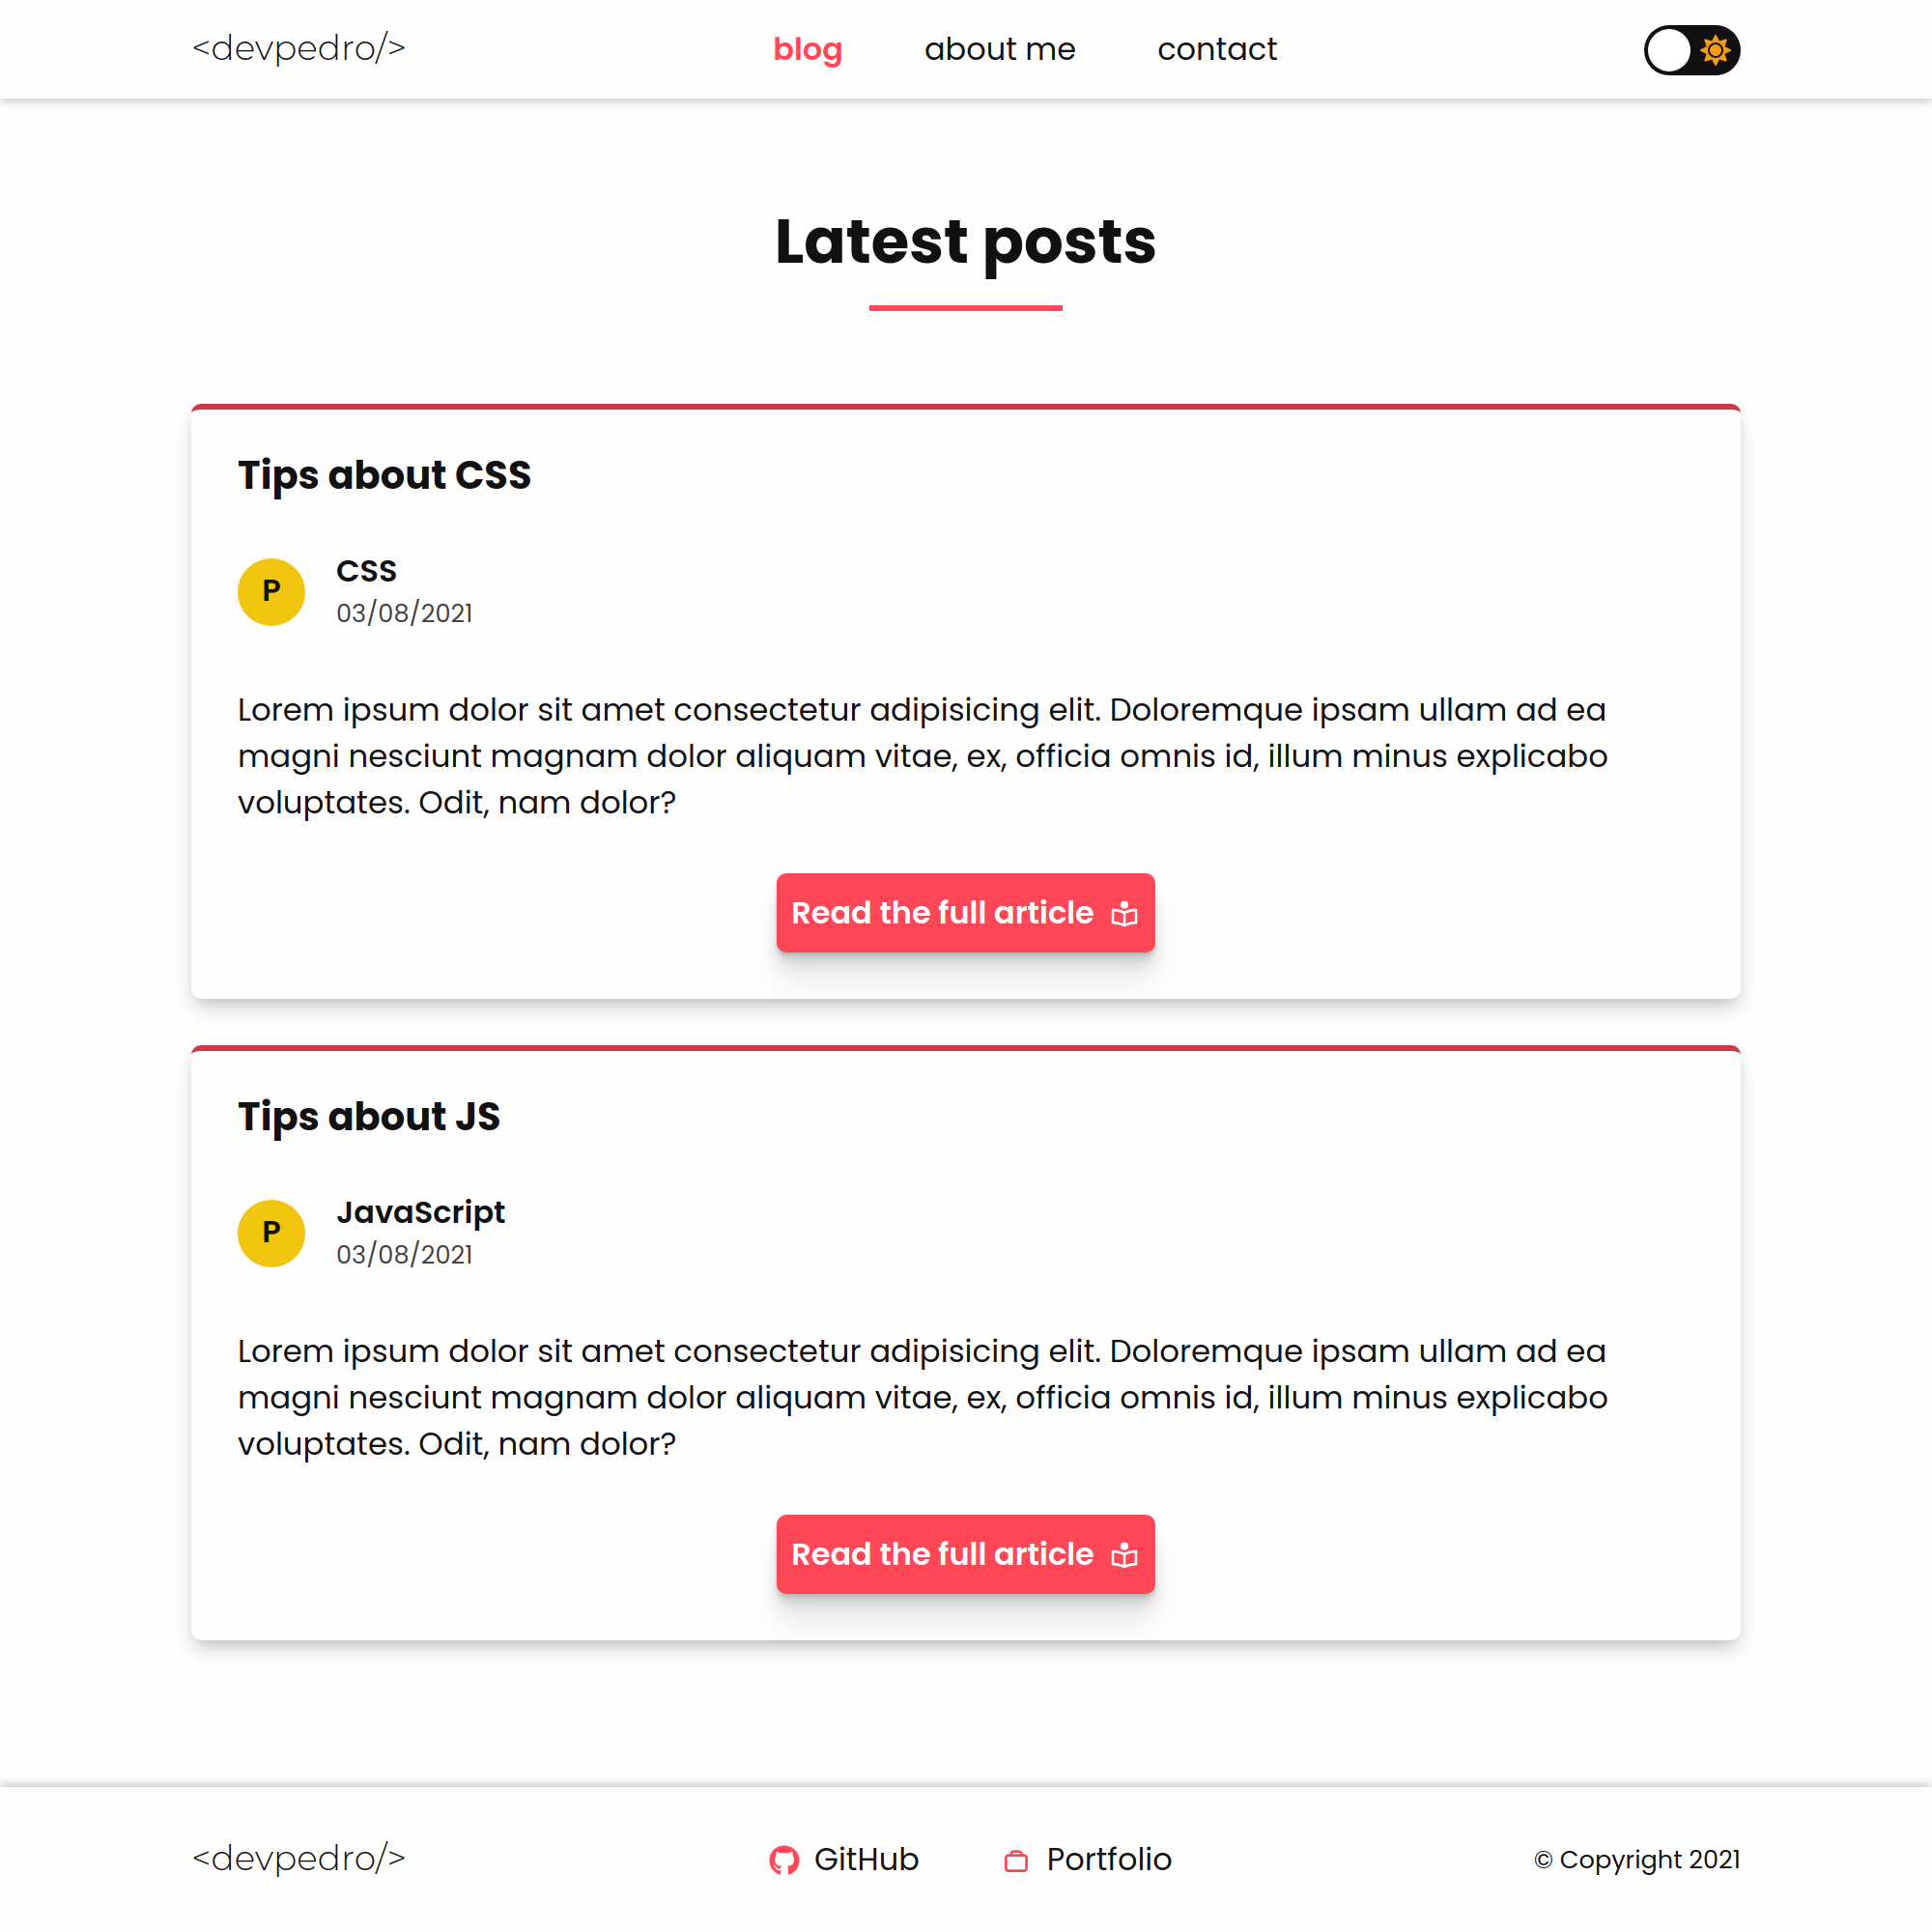 <devpedro/>
blog about me contact
Latest posts
Tips about CSS
P
CSS
03/08/2021
Lorem ipsum dolor sit amet consectetur adipisicing elit. Doloremque ipsam ullam ad ea
magni nesciunt magnam dolor aliquam vitae, ex, officia omnis id, illum minus explicabo
voluptates. Odit, nam dolor?
Read the full article
Tips about JS
P
JavaScript
03/08/2021
Lorem ipsum dolor sit amet consectetur adipisicing elit. Doloremque ipsam ullam ad ea
magni nesciunt magnam dolor aliquam vitae, ex, officia omnis id, illum minus explicabo
voluptates. Odit, nam dolor?
Read the full article
<devpedro/>
GitHub Portfolio
© Copyright 2021